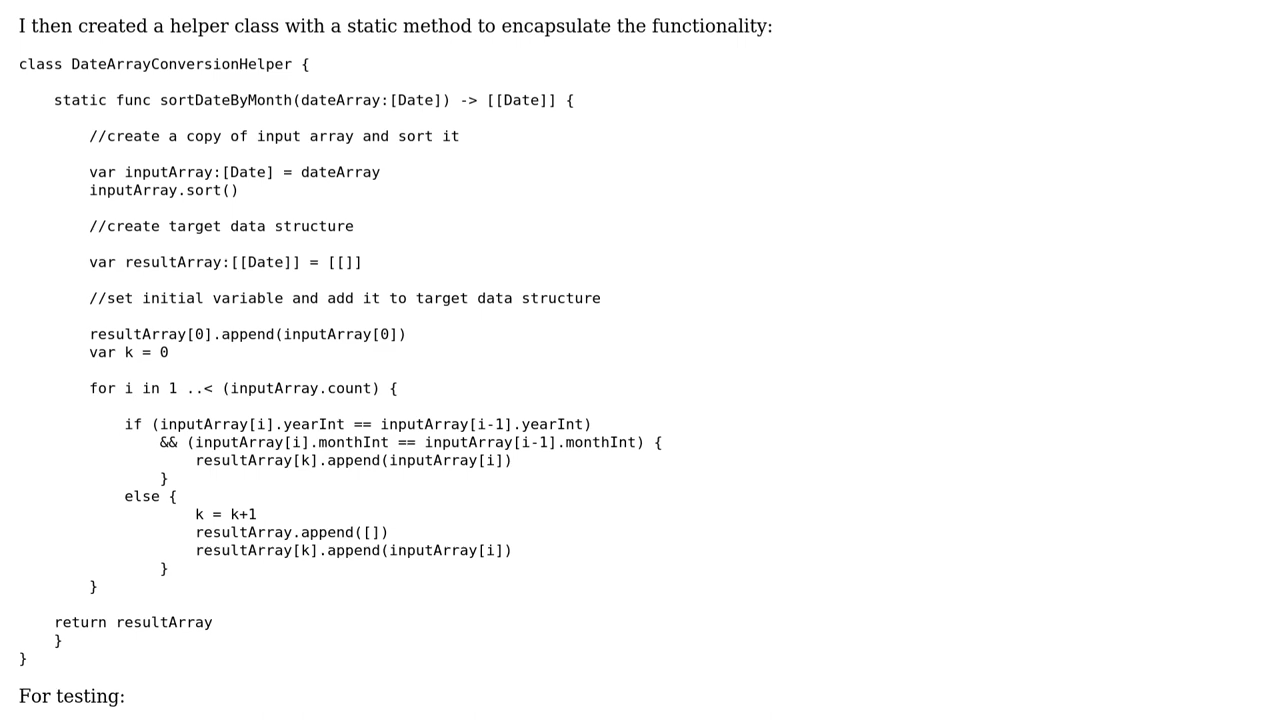 I then created a helper class with a static method to encapsulate the functionality:
class DateArrayConversionHelper {
static func sortDateByMonth(dateArray:[Date]) -> [[Date]] {
//create a copy of input array and sort it
var inputArray:[Date] = dateArray
inputArray.sort()
//create target data structure
var resultArray:[[Date]] = [[]]
//set initial variable and add it to target data structure
resultArray[0].append(inputArray[0])
var k = 0
for i in 1 ..< (inputArray.count) {
if (inputArray[i].yearInt == inputArray[i-1].yearInt)
&& (inputArray[i].monthInt == inputArray[i-1].monthInt) {
resultArray[k].append(inputArray[i])
}
else {
k = k+1
resultArray.append([])
resultArray[k].append(inputArray[i])
}
}
return resultArray
}
}
For testing: